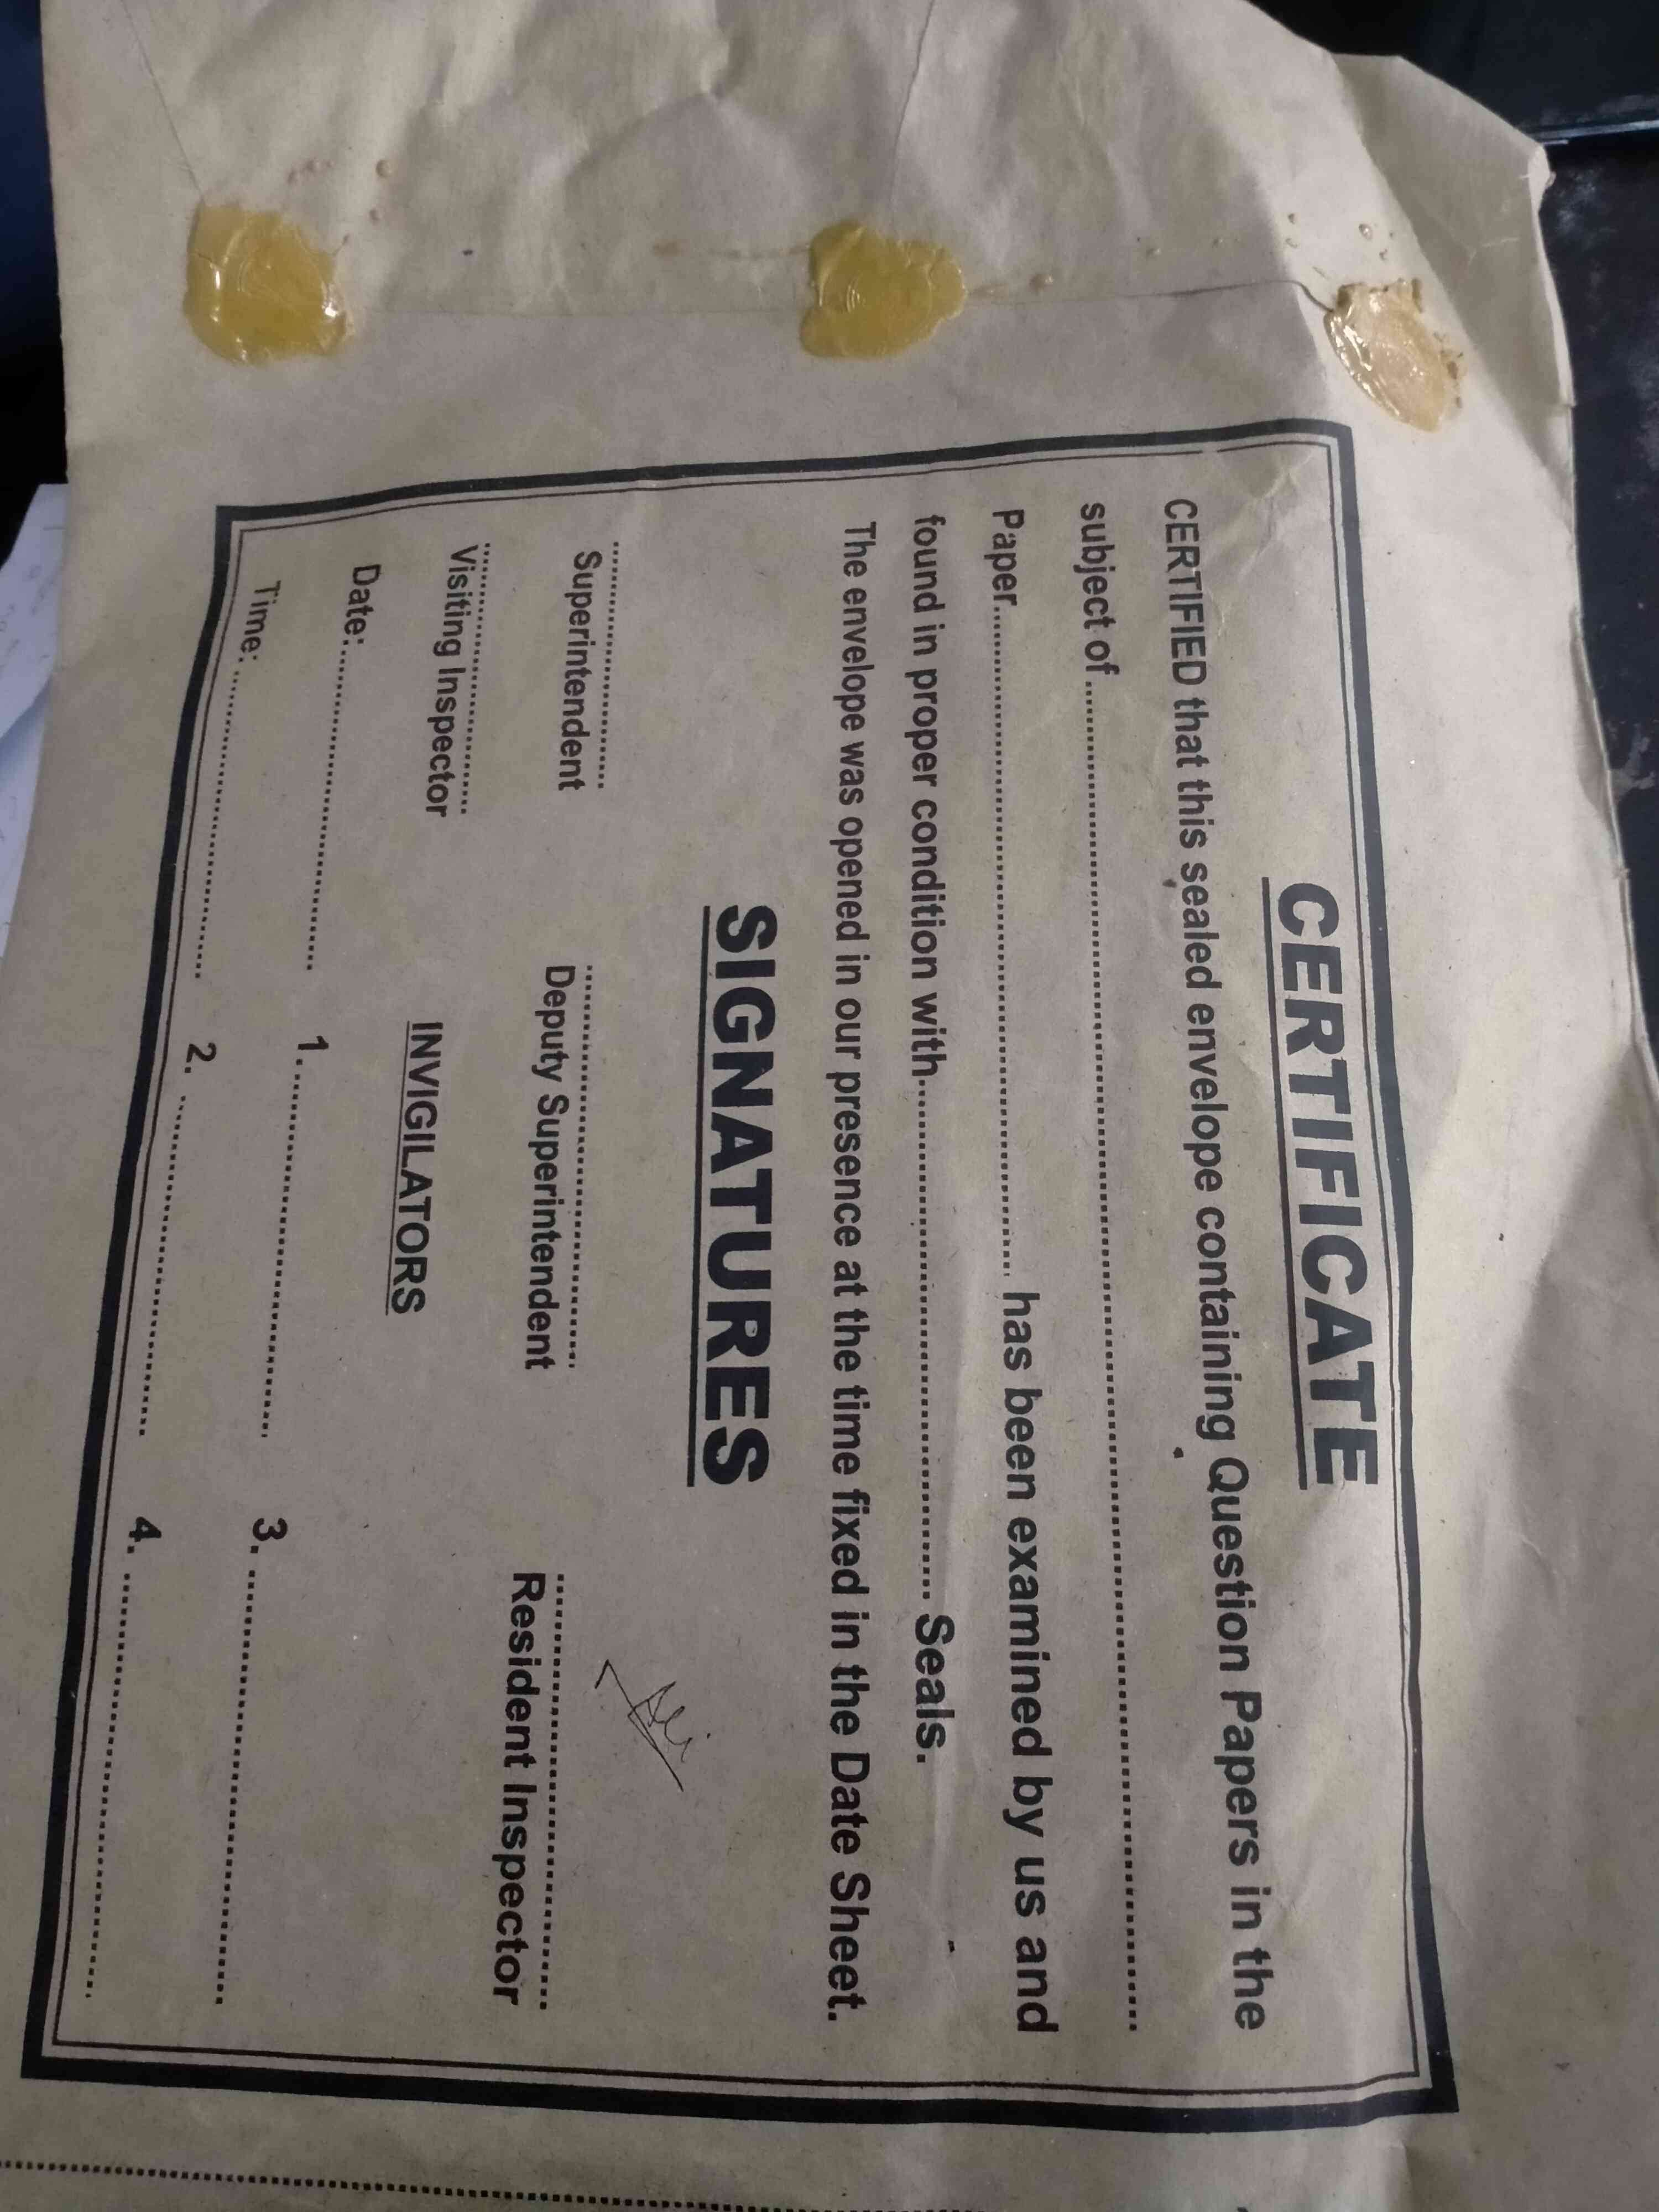 CERTIFICATE
CERTIFIED that this sealed envelope containing Question Papers in the
subject of..........................................................................................
Paper.................................................. has been examined by us and
found in proper condition with........................................ Seals.
The envelope was opened in our presence at the time fixed in the Date Sheet.
SIGNATURES
Superintendent Deputy Superintendent Resident Inspector
Visiting Inspector
INVIGILATORS
Date:.............................. 1. .............................. 3. ..............................
Time:.............................. 2. .............................. 4. ..............................